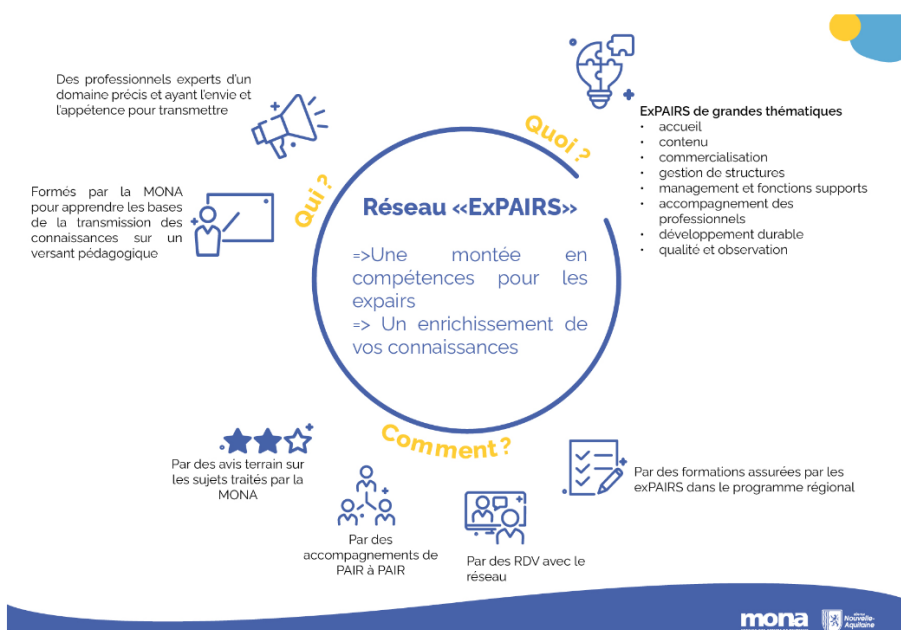 Des professionnels experts d'un
domaine précis et ayant l'envie et
l'appétence pour transmettre
Formés par la MONA
pour apprendre les bases
de la transmission des
connaissances sur un
versant pédagogique
Qui ?
Quoi ?
ExPAIRS de grandes thématiques
• accueil
• contenu
• commercialisation
• gestion de structures
• management et fonctions supports
• accompagnement des
professionnels
• développement durable
• qualité et observation
Réseau «ExPAIRS»
=>Une montée en
compétences pour les
expairs
=> Un enrichissement de
vos connaissances
Comment ?
Par des avis terrain sur
les sujets traités par la
MONA
Par des
accompagnements de
PAIR à PAIR
Par des RDV avec le
réseau
Par des formations assurées par les
exPAIRS dans le programme régional
mona
Nouvelle-
Aquitaine